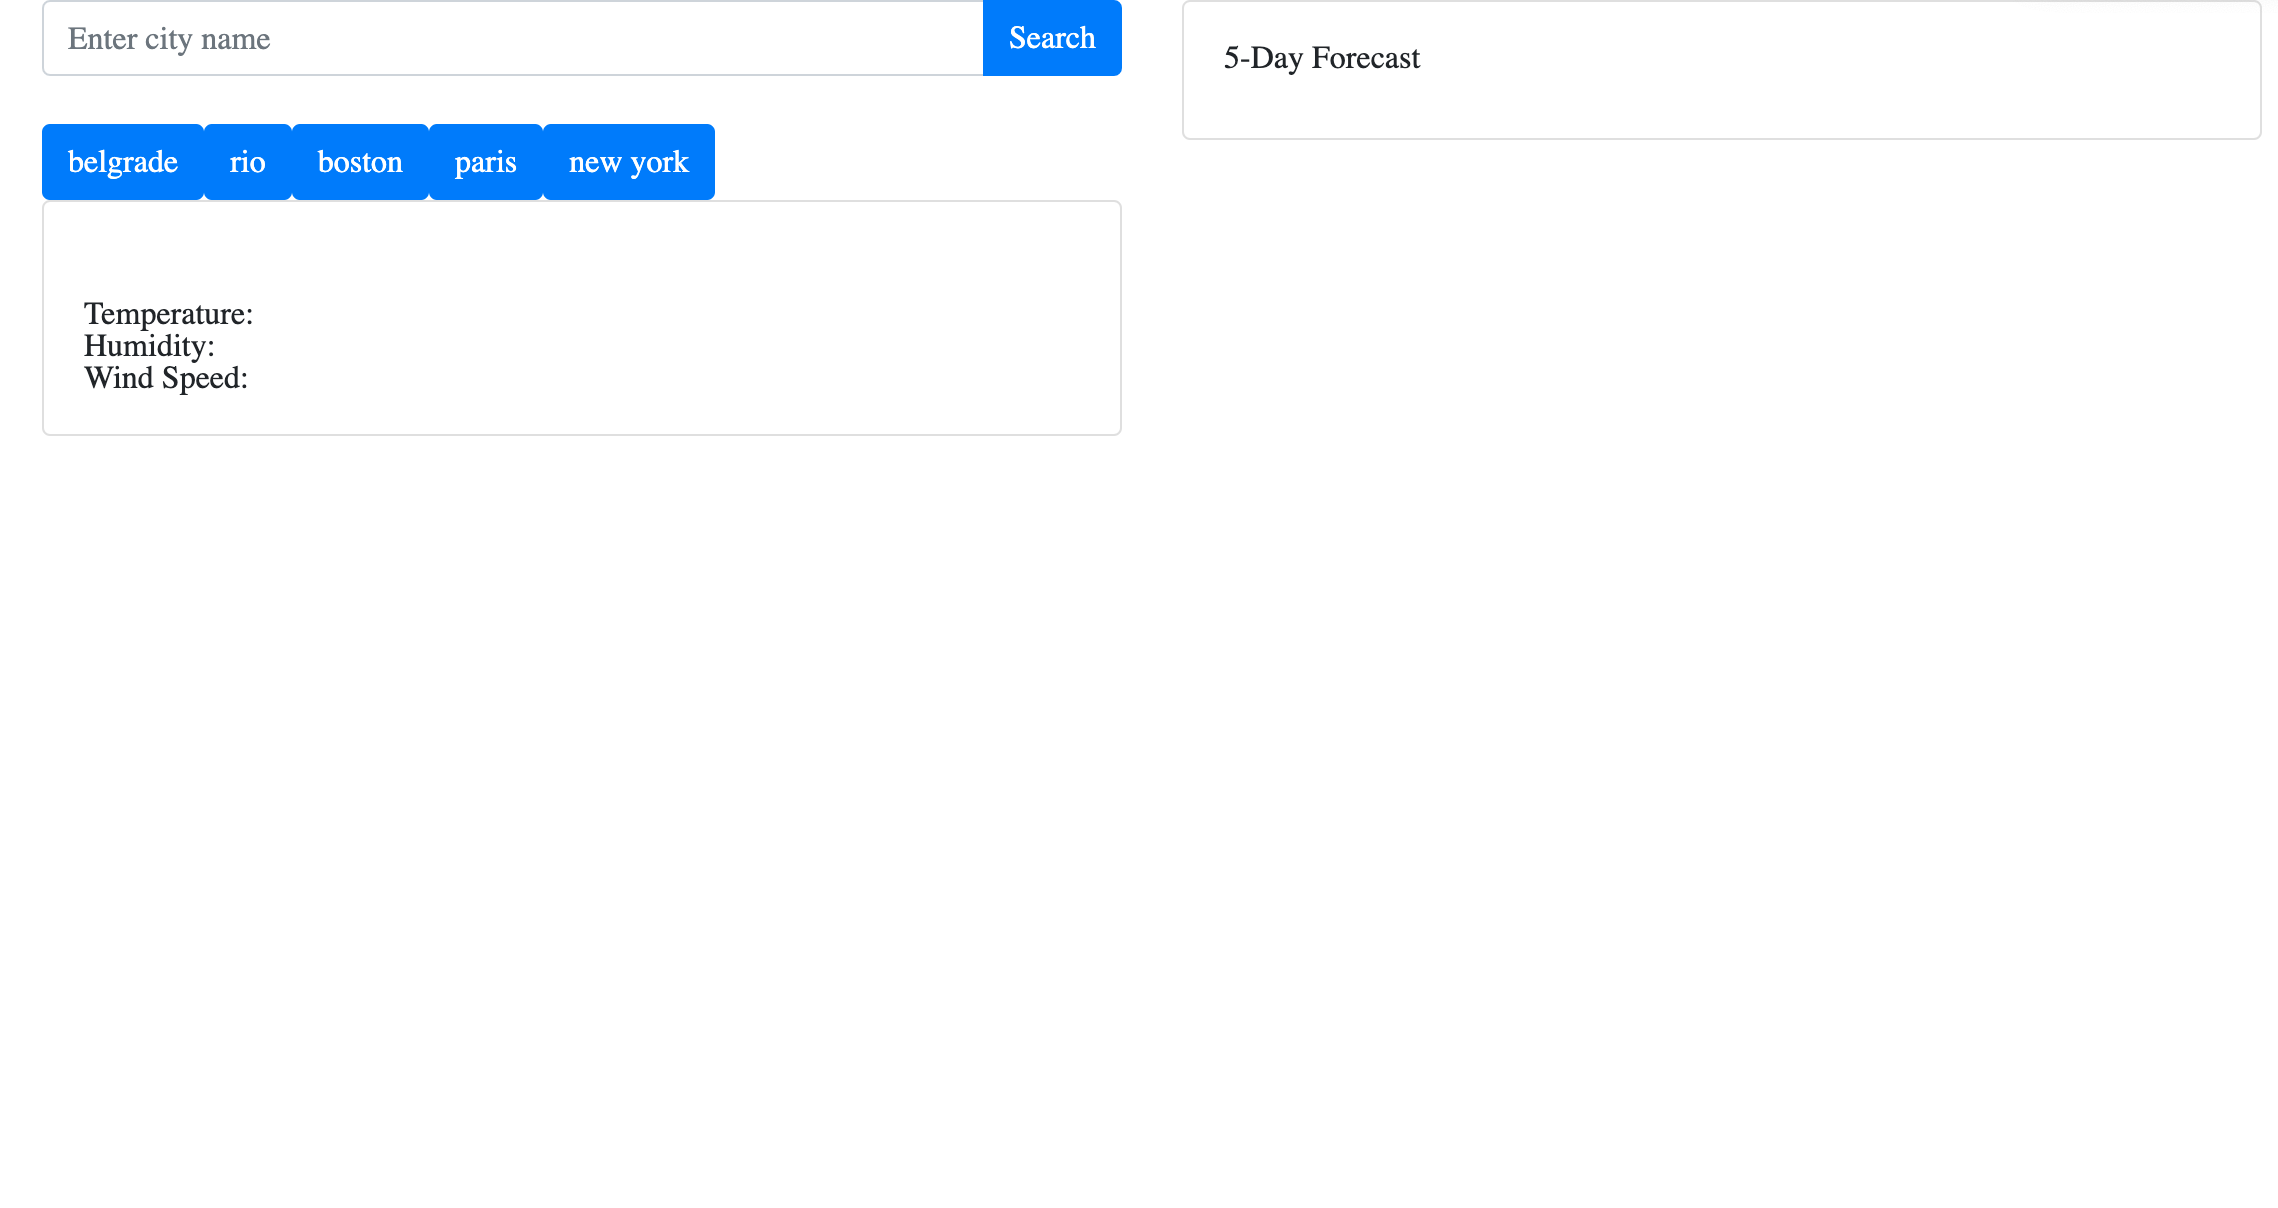 Enter city name
Search
belgrade rio boston paris new york
Temperature:
Humidity:
Wind Speed:
5-Day Forecast